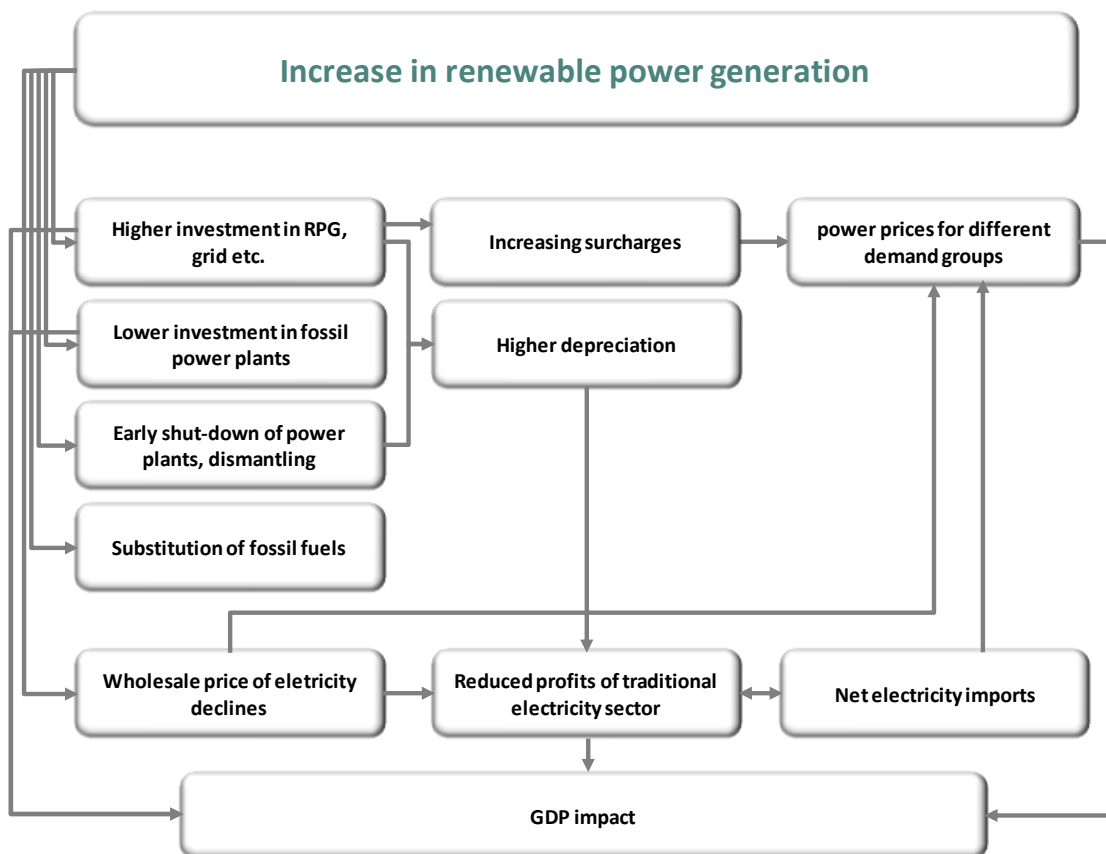 Increase in renewable power generation
Higher investment in RPG,
grid etc.
Increasing surcharges
power prices for different
demand groups
Lower investment in fossil
power plants
Higher depreciation
Early shut-down of power
plants, dismantling
Substitution of fossil fuels
Wholesale price of eletricity
declines
Reduced profits of traditional
electricity sector
Net electricity imports
GDP impact